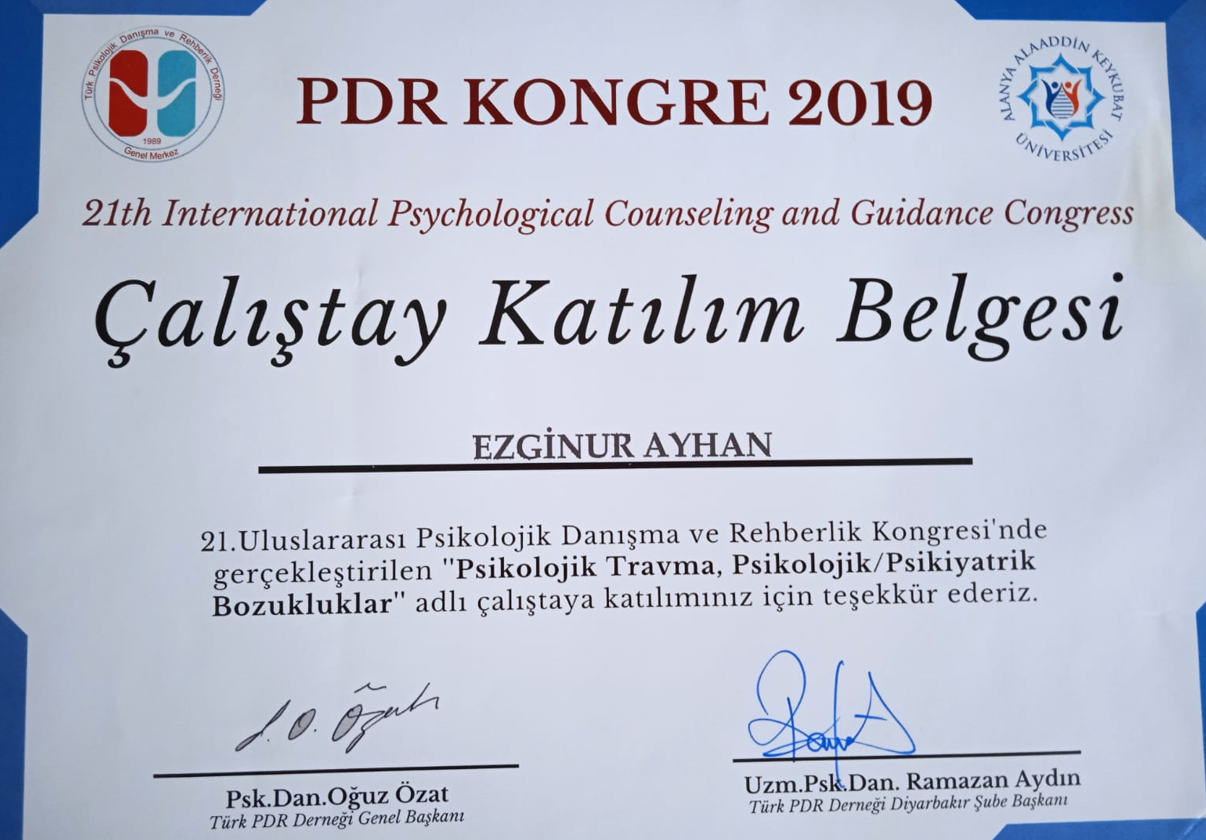 Türk Psikolojik Danışma ve Rehberlik Derneği
1989
Genel Merkez
PDR KONGRE 2019
ALANYA ALAADDİN KEYKUBAT
ÜNİVERSİTESİ
21th International Psychological Counseling and Guidance Congress
Çalıştay Katılım Belgesi
EZGİNUR AYHAN
21.Uluslararası Psikolojik Danışma ve Rehberlik Kongresi'nde
gerçekleştirilen "Psikolojik Travma, Psikolojik/Psikiyatrik
Bozukluklar" adlı çalıştaya katılımınız için teşekkür ederiz.
Psk.Dan.Oğuz Özat
Türk PDR Derneği Genel Başkanı
Uzm.Psk.Dan. Ramazan Aydın
Türk PDR Derneği Diyarbakır Şube Başkanı